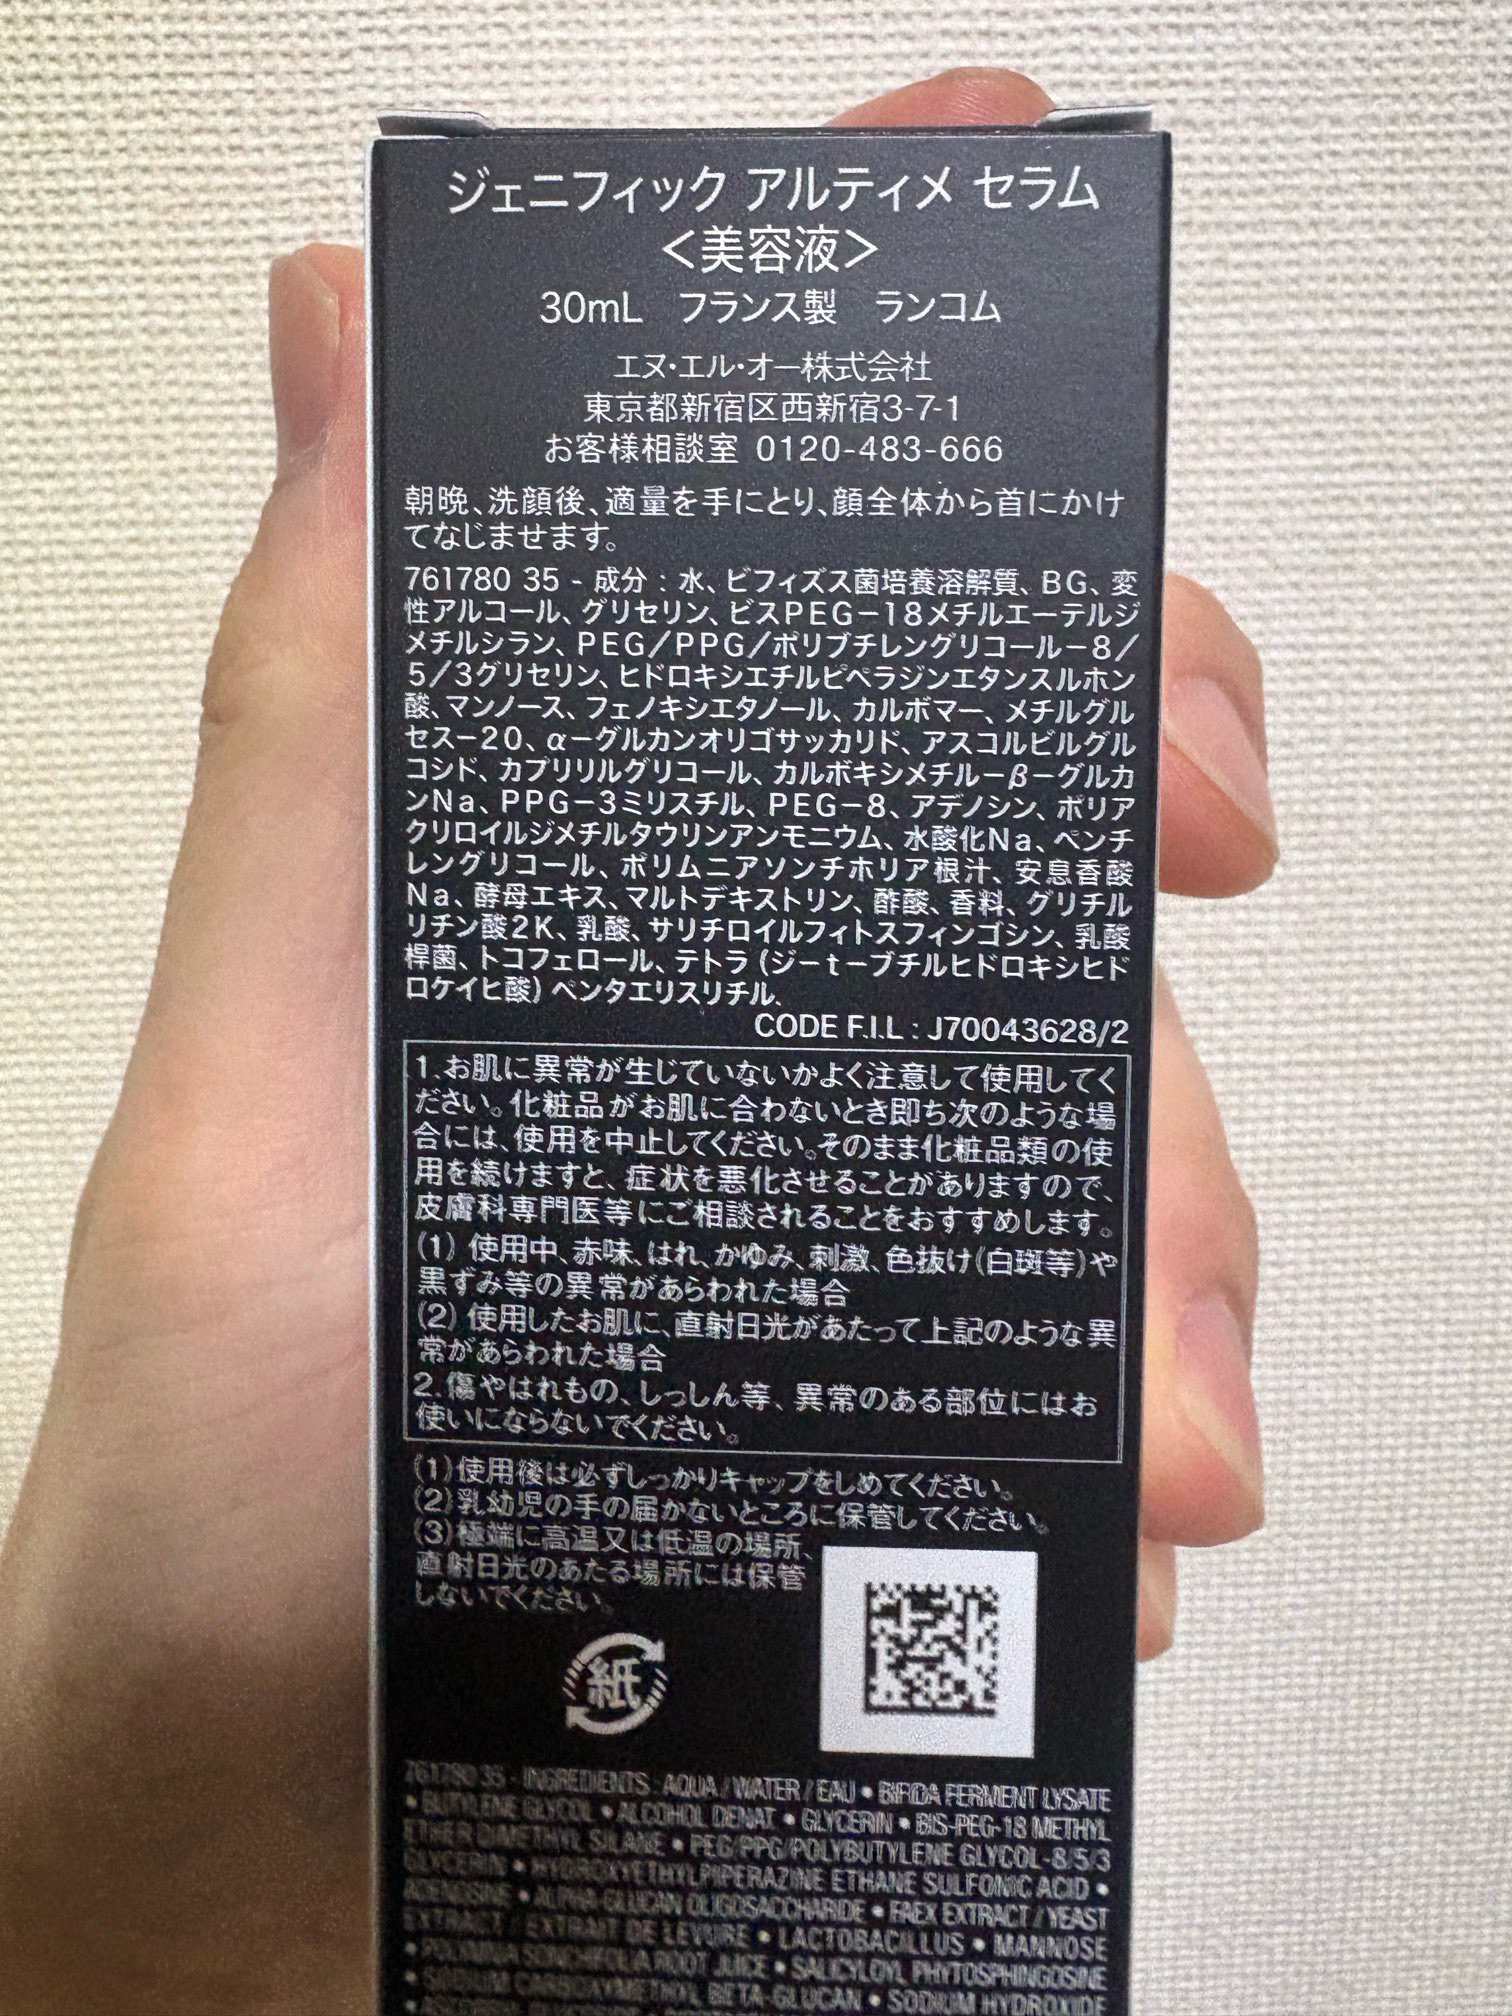 ジェニフィック アルティメ セラム
＜美容液＞
30mL フランス製 ランコム
エヌ・エル・オー株式会社
東京都新宿区西新宿3-7-1
お客様相談室 0120-483-666
朝晩、洗顔後、適量を手にとり、顔全体から首にかけ
てなじませます。
761780 35 - 成分 : 水、ビフィズス菌培養溶解質、BG、変
性アルコール、グリセリン、ビスPEG－18メチルエーテルジ
メチルシラン、PEG／PPG／ポリブチレングリコール－8／
5／3グリセリン、ヒドロキシエチルピペラジンエタンスルホン
酸、マンノース、フェノキシエタノール、カルボマー、メチルグル
セス－20、α－グルカンオリゴサッカリド、アスコルビルグル
コシド、カプリリルグリコール、カルボキシメチル－β－グルカ
ンNa、PPG－3ミリスチル、PEG－8、アデノシン、ポリア
クリロイルジメチルタウリンアンモニウム、水酸化Na、ペンチ
レングリコール、ポリムニアソンチホリア根汁、安息香酸
Na、酵母エキス、マルトデキストリン、酢酸、香料、グリチル
リチン酸2K、乳酸、サリチロイルフィトスフィンゴシン、乳酸
桿菌、トコフェロール、テトラ（ジーｔーブチルヒドロキシヒド
ロケイヒ酸）ペンタエリスリチル.
CODE F.I.L : J70043628/2
1.お肌に異常が生じていないかよく注意して使用してく
ださい。化粧品がお肌に合わないとき即ち次のような場
合には、使用を中止してください。そのまま化粧品類の使
用を続けますと、症状を悪化させることがありますので、
皮膚科専門医等にご相談されることをおすすめします。
(1) 使用中、赤味、はれ、かゆみ、刺激、色抜け(白斑等)や
黒ずみ等の異常があらわれた場合
(2) 使用したお肌に、直射日光があたって上記のような異
常があらわれた場合
2.傷やはれもの、しっしん等、異常のある部位にはお
使いにならないでください。
(1)使用後は必ずしっかりキャップをしめてください。
(2)乳幼児の手の届かないところに保管してください。
(3)極端に高温又は低温の場所、
直射日光のあたる場所には保管
しないでください。
紙
761780 35 - INGREDIENTS : AQUA / WATER / EAU • BIFIDA FERMENT LYSATE
• BUTYLENE GLYCOL • ALCOHOL DENAT • GLYCERIN • BIS-PEG-18 METHYL
ETHER DIMETHYL SILANE • PEG/PPG/POLYBUTYLENE GLYCOL-8/5/3
GLYCERIN • HYDROXYETHYLPIPERAZINE ETHANE SULFONIC ACID •
ADENOSINE • ALPHA-GLUCAN OLIGOSACCHARIDE • FAEX EXTRACT / YEAST
EXTRACT / EXTRAIT DE LEVURE • LACTOBACILLUS • MANNOSE
• POLYMNIA SONCHIFOLIA ROOT JUICE • SALICYLOYL PHYTOSPHINGOSINE
• SODIUM CARBOXYMETHYL BETA-GLUCAN • SODIUM HYDROXIDE